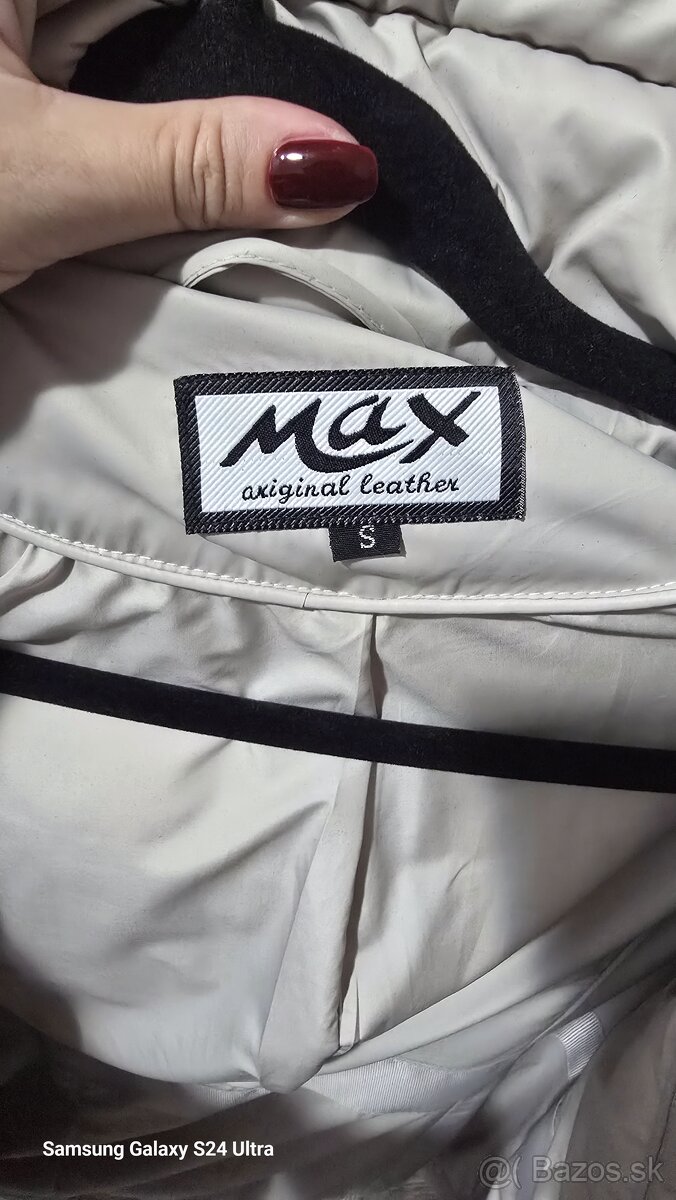 Max
original leather
S
Samsung Galaxy S24 Ultra
@( Bazos.sk